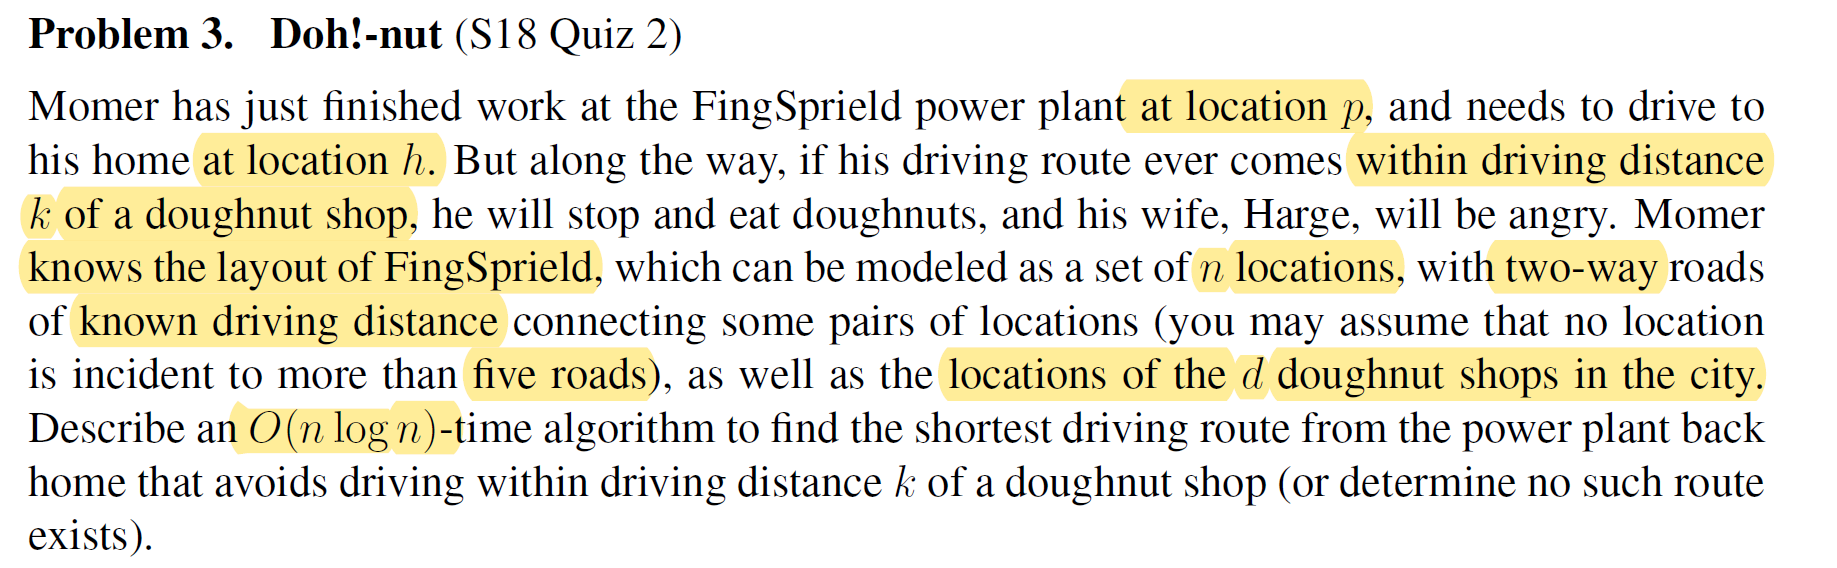 Problem 3. Doh!-nut (S18 Quiz 2)
Momer has just finished work at the FingSprield power plant at location p, and needs to drive to
his home at location h. But along the way, if his driving route ever comes within driving distance
k of a doughnut shop, he will stop and eat doughnuts, and his wife, Harge, will be angry. Momer
knows the layout of FingSprield, which can be modeled as a set of n locations, with two-way roads
of known driving distance connecting some pairs of locations (you may assume that no location
is incident to more than five roads), as well as the locations of the d doughnut shops in the city.
Describe an O(n log n)-time algorithm to find the shortest driving route from the power plant back
home that avoids driving within driving distance k of a doughnut shop (or determine no such route
exists).